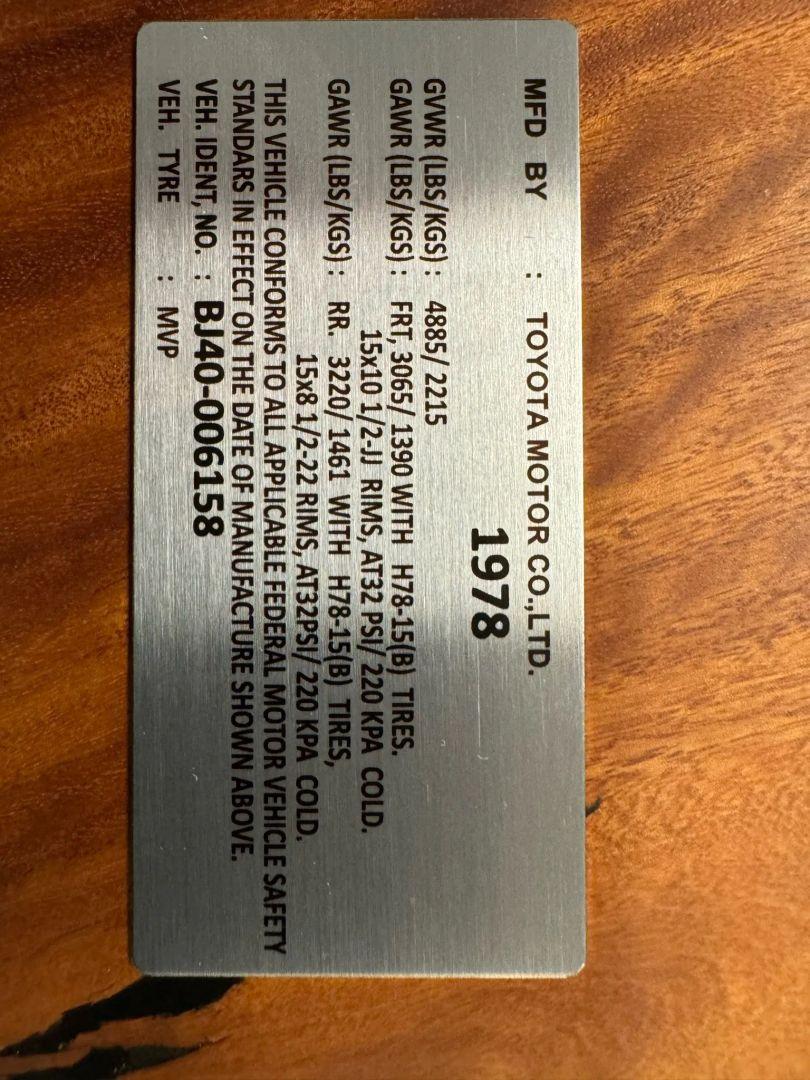 MFD BY : TOYOTA MOTOR CO.,LTD.
1978
GVWR (LBS/KGS) : 4885/ 2215
GAWR (LBS/KGS) : FRT, 3065/ 1390 WITH H78-15(B) TIRES.
15x10 1/2-JJ RIMS, AT32 PSI/ 220 KPA COLD.
GAWR (LBS/KGS) : RR. 3220/ 1461 WITH H78-15(B) TIRES,
15x8 1/2-22 RIMS, AT32PSI/ 220 KPA COLD.
THIS VEHICLE CONFORMS TO ALL APPLICABLE FEDERAL MOTOR VEHICLE SAFETY
STANDARS IN EFFECT ON THE DATE OF MANUFACTURE SHOWN ABOVE.
VEH. IDENT, NO. : BJ40-006158
VEH. TYRE : MVP